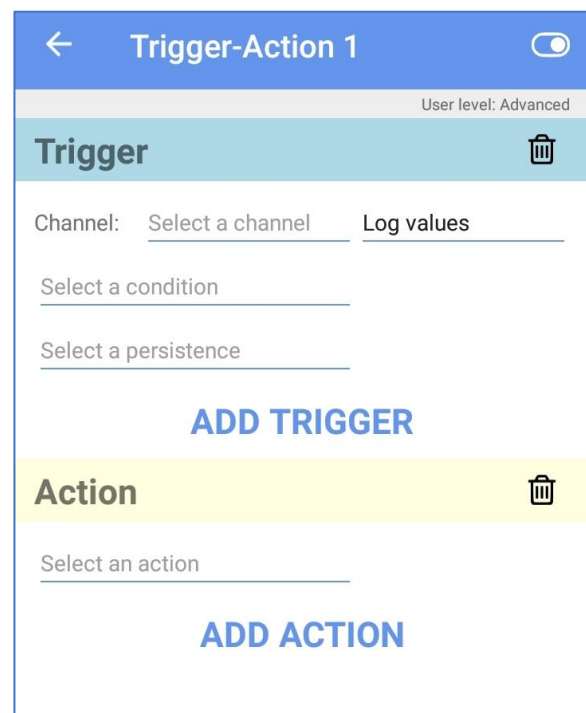 Trigger-Action 1
User level: Advanced
Trigger
Channel: Select a channel Log values
Select a condition
Select a persistence
ADD TRIGGER
Action
Select an action
ADD ACTION